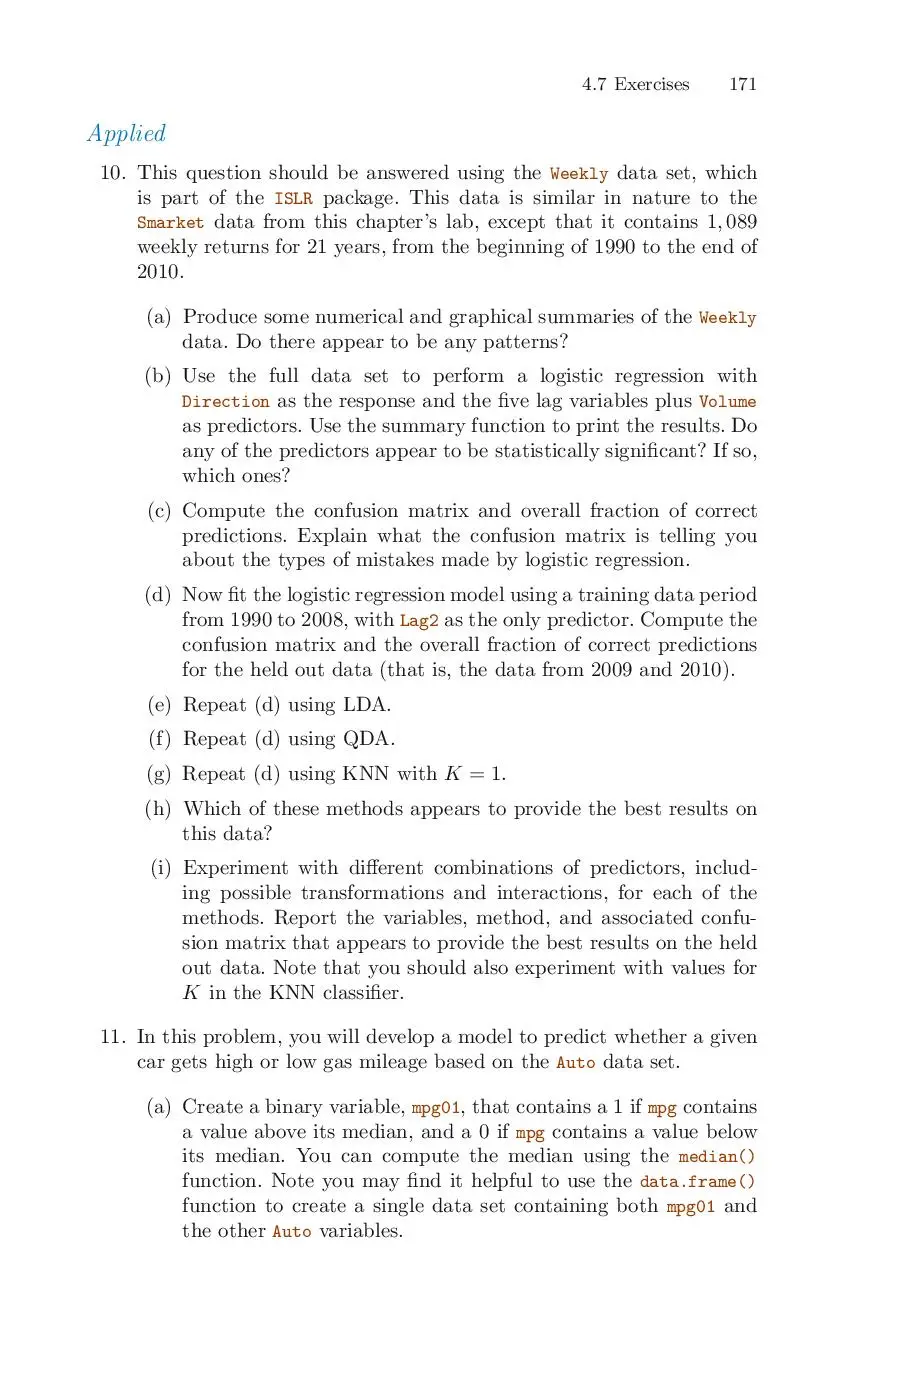 4.7 Exercises 171
Applied
10. This question should be answered using the Weekly data set, which
is part of the ISLR package. This data is similar in nature to the
Smarket data from this chapter's lab, except that it contains 1, 089
weekly returns for 21 years, from the beginning of 1990 to the end of
2010.
(a) Produce some numerical and graphical summaries of the Weekly
data. Do there appear to be any patterns?
(b) Use the full data set to perform a logistic regression with
Direction as the response and the five lag variables plus Volume
as predictors. Use the summary function to print the results. Do
any of the predictors appear to be statistically significant? If so,
which ones?
(c) Compute the confusion matrix and overall fraction of correct
predictions. Explain what the confusion matrix is telling you
about the types of mistakes made by logistic regression.
(d) Now fit the logistic regression model using a training data period
from 1990 to 2008, with Lag2 as the only predictor. Compute the
confusion matrix and the overall fraction of correct predictions
for the held out data (that is, the data from 2009 and 2010).
(e) Repeat (d) using LDA.
(f) Repeat (d) using QDA.
(g) Repeat (d) using KNN with K = 1.
(h) Which of these methods appears to provide the best results on
this data?
(i) Experiment with different combinations of predictors, includ-
ing possible transformations and interactions, for each of the
methods. Report the variables, method, and associated confu-
sion matrix that appears to provide the best results on the held
out data. Note that you should also experiment with values for
K in the KNN classifier.
11. In this problem, you will develop a model to predict whether a given
car gets high or low gas mileage based on the Auto data set.
(a) Create a binary variable, mpg01, that contains a 1 if mpg contains
a value above its median, and a 0 if mpg contains a value below
its median. You can compute the median using the median()
function. Note you may find it helpful to use the data.frame()
function to create a single data set containing both mpg01 and
the other Auto variables.